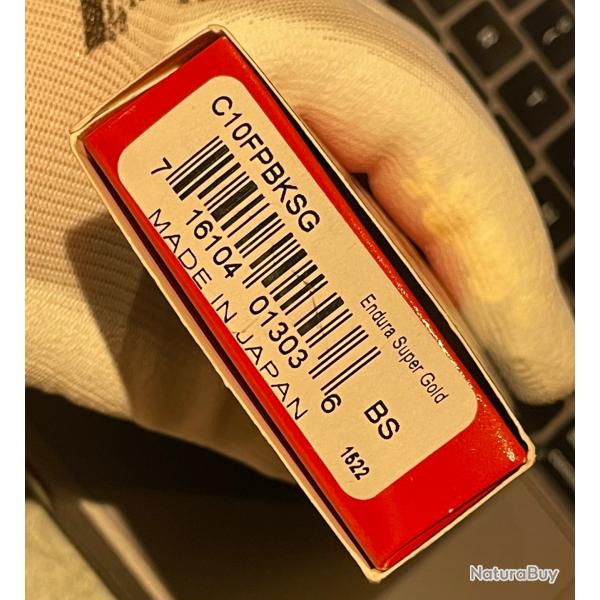 C10FPBKSG
7 16104 01303 6
MADE IN JAPAN
Endura Super Gold
BS
1522
NaturaBuy